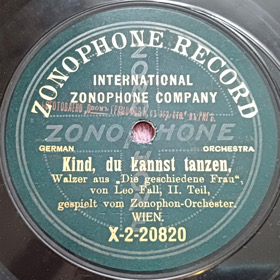 ZONOPHONE RECORD
INTERNATIONAL
ZONOPHONE COMPANY
ZONOPHONE
GERMAN ORCHESTRA
Kind, du kannst tanzen,
Walzer aus „Die geschiedene Frau",
von Leo Fall, II. Teil,
gespielt vom Zonophon-Orchester.
WIEN.
X-2-20820